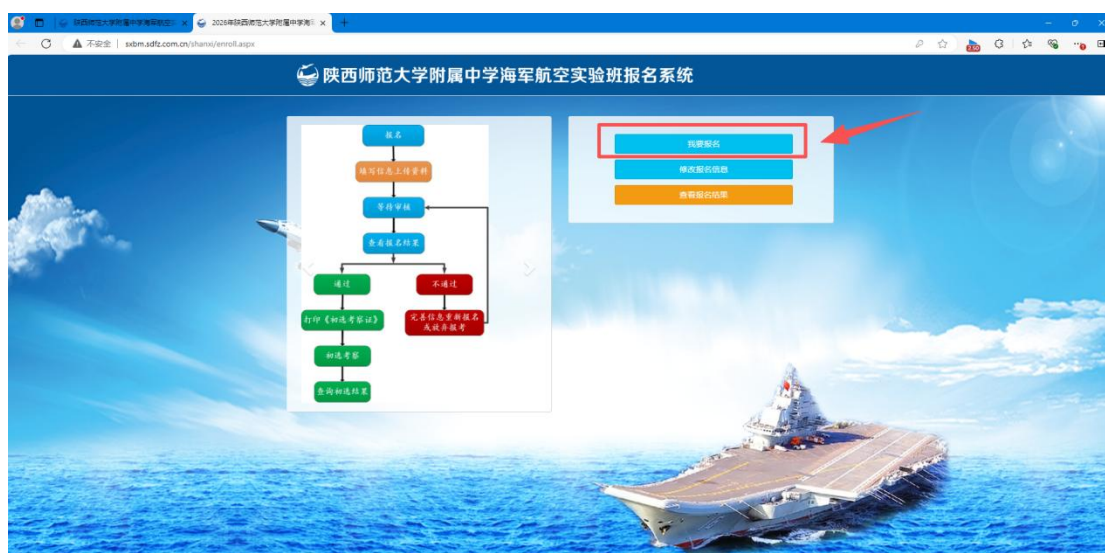 陕西师范大学附属中学海军航空实
2026年陕西师范大学附属中学海军
不安全 sxbm.sdfz.com.cn/shanxi/enroll.aspx
陕西师范大学附属中学海军航空实验班报名系统
报名
填写信息上传资料
等待审核
查看报名结果
通过
不通过
打印《初选考察证》
完善信息重新报名
或放弃报考
初选考察
查询初选结果
我要报名
修改报名信息
查看报名结果